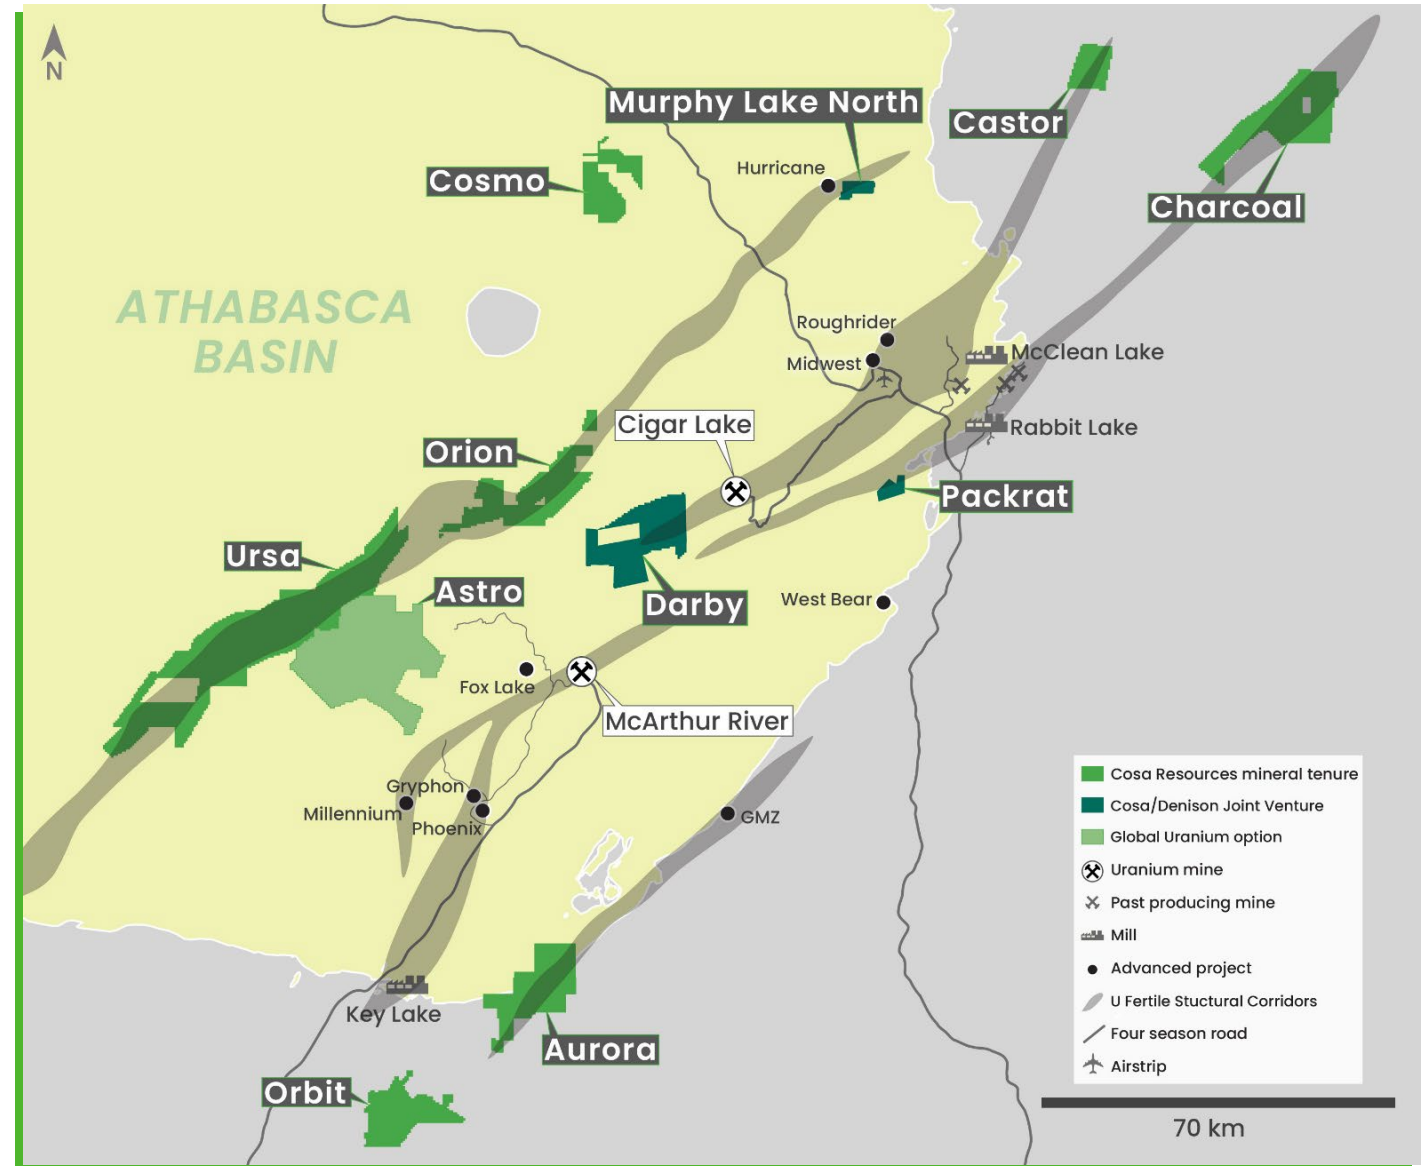 N
Murphy Lake North
Castor
Hurricane
Cosmo
Charcoal
ATHABASCA
BASIN
Roughrider
McClean Lake
Midwest
Cigar Lake
Rabbit Lake
Orion
Packrat
Ursa
Astro
Darby
West Bear
Fox Lake
McArthur River
Gryphon
Millennium
Phoenix
GMZ
Key Lake
Aurora
Orbit
Cosa Resources mineral tenure
Cosa/Denison Joint Venture
Global Uranium option
Uranium mine
Past producing mine
Mill
Advanced project
U Fertile Stuctural Corridors
Four season road
Airstrip
70 km